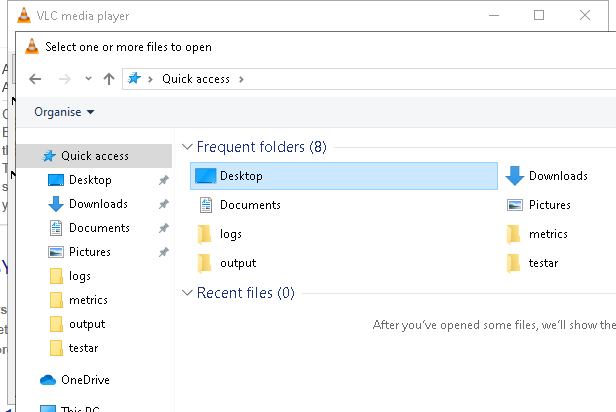 VLC media player
Select one or more files to open
Quick access
Organise
Quick access
Desktop
Downloads
Documents
Pictures
logs
metrics
output
testar
OneDrive
This PC
Frequent folders (8)
Desktop
Downloads
Documents
Pictures
logs
metrics
output
testar
Recent files (0)
After you've opened some files, we'll show the